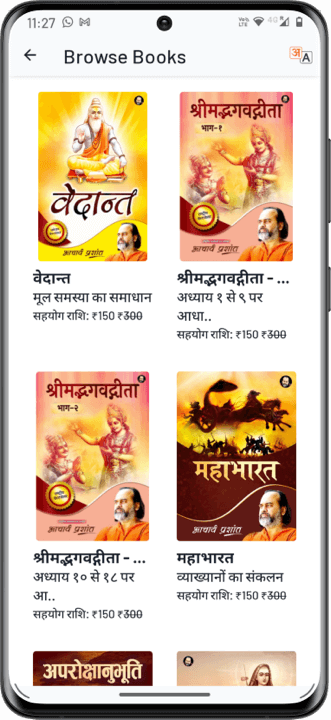 11:27
VoLTE 4G
Browse Books
अ A
वेदान्त
आचार्य प्रशांत
श्रीमद्भगवद्गीता
भाग-१
आचार्य प्रशांत
वेदान्त
मूल समस्या का समाधान
सहयोग राशि: ₹150 ₹300
श्रीमद्भगवद्गीता - ...
अध्याय १ से ९ पर
आधा..
सहयोग राशि: ₹150 ₹300
श्रीमद्भगवद्गीता
भाग-२
आचार्य प्रशांत
महाभारत
आचार्य प्रशांत
श्रीमद्भगवद्गीता - ...
अध्याय १० से १८ पर
आ..
सहयोग राशि: ₹150 ₹300
महाभारत
व्याख्यानों का संकलन
सहयोग राशि: ₹150 ₹300
अपरोक्षानुभूति